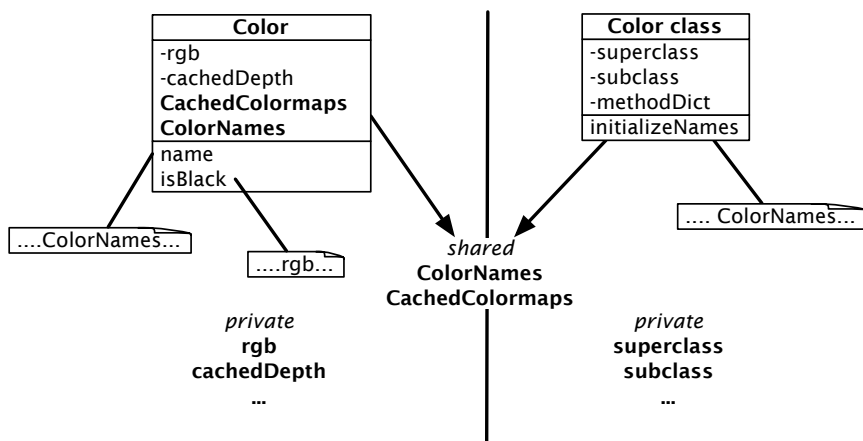 Color
-rgb
-cachedDepth
CachedColormaps
ColorNames
name
isBlack
....ColorNames...
....rgb...
Color class
-superclass
-subclass
-methodDict
initializeNames
.... ColorNames...
shared
ColorNames
CachedColormaps
private
rgb
cachedDepth
...
private
superclass
subclass
...